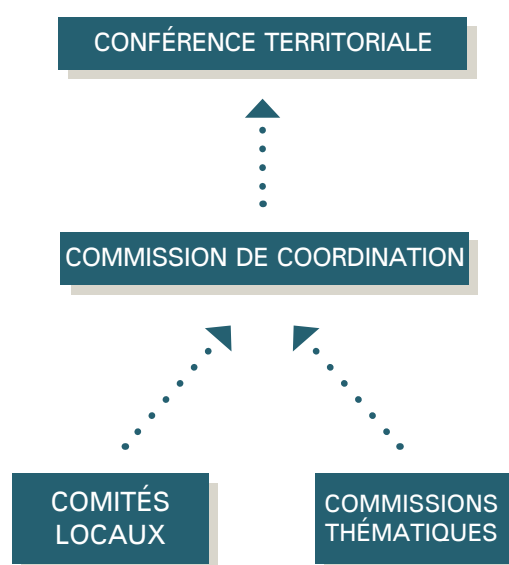 CONFÉRENCE TERRITORIALE
COMMISSION DE COORDINATION
COMITÉS
LOCAUX
COMMISSIONS
THÉMATIQUES